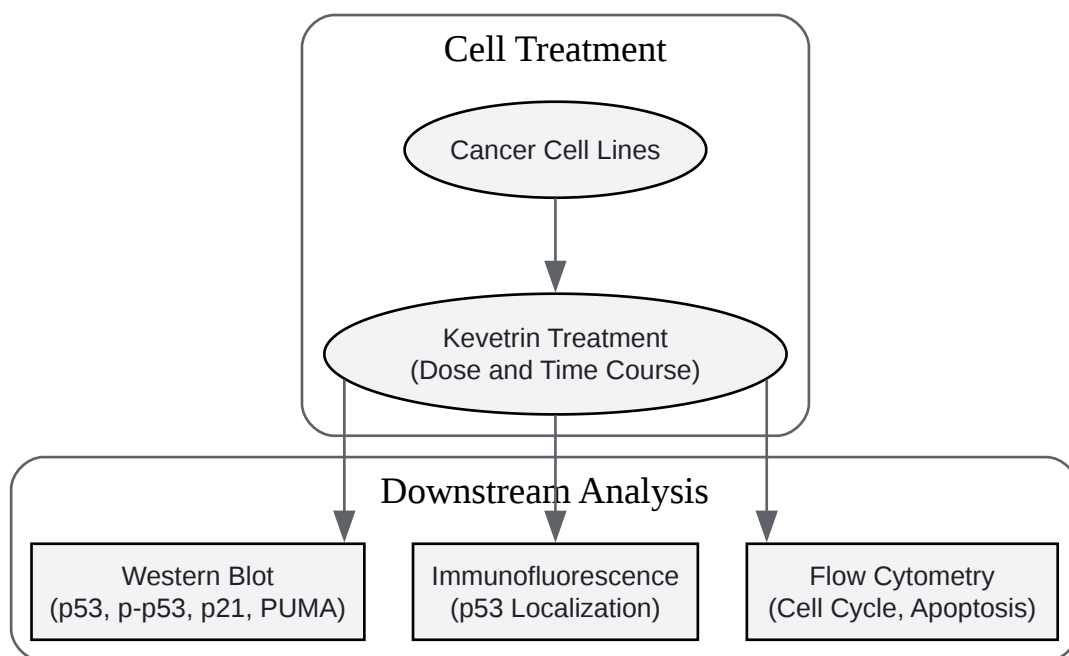 Cell Treatment
Cancer Cell Lines
Kevetrin Treatment
(Dose and Time Course)
Downstream Analysis
Western Blot
(p53, p-p53, p21, PUMA)
Immunofluorescence
(p53 Localization)
Flow Cytometry
(Cell Cycle, Apoptosis)